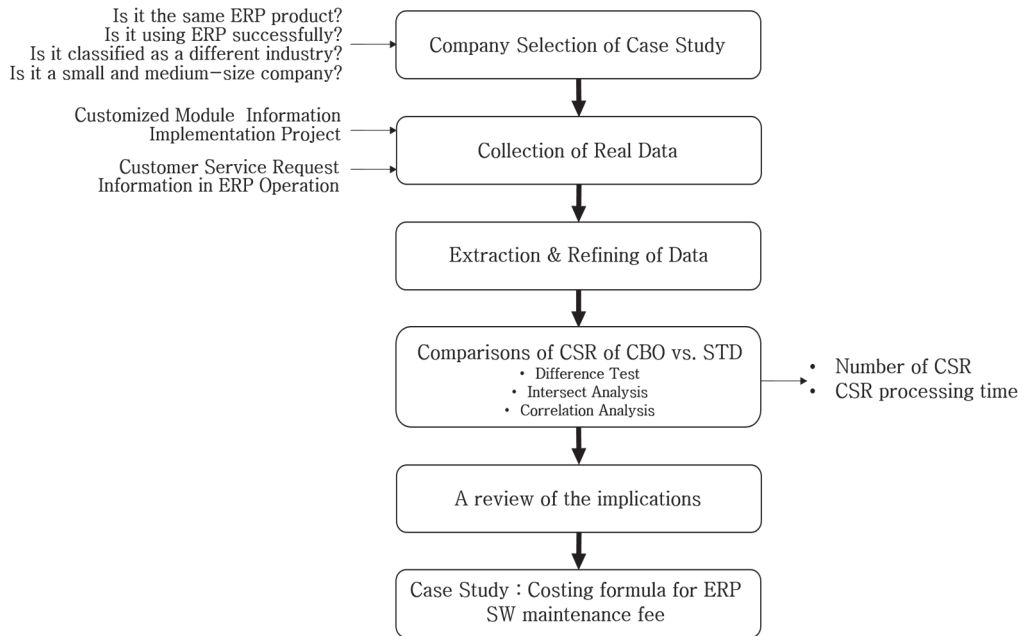 Is it the same ERP product?
Is it using ERP successfully?
Is it classified as a different industry?
Is it a small and medium-size company?
Company Selection of Case Study
Customized Module Information
Implementation Project
Customer Service Request
Information in ERP Operation
Collection of Real Data
Extraction & Refining of Data
Comparisons of CSR of CBO vs. STD
• Difference Test
• Intersect Analysis
• Correlation Analysis
• Number of CSR
• CSR processing time
A review of the implications
Case Study : Costing formula for ERP
SW maintenance fee